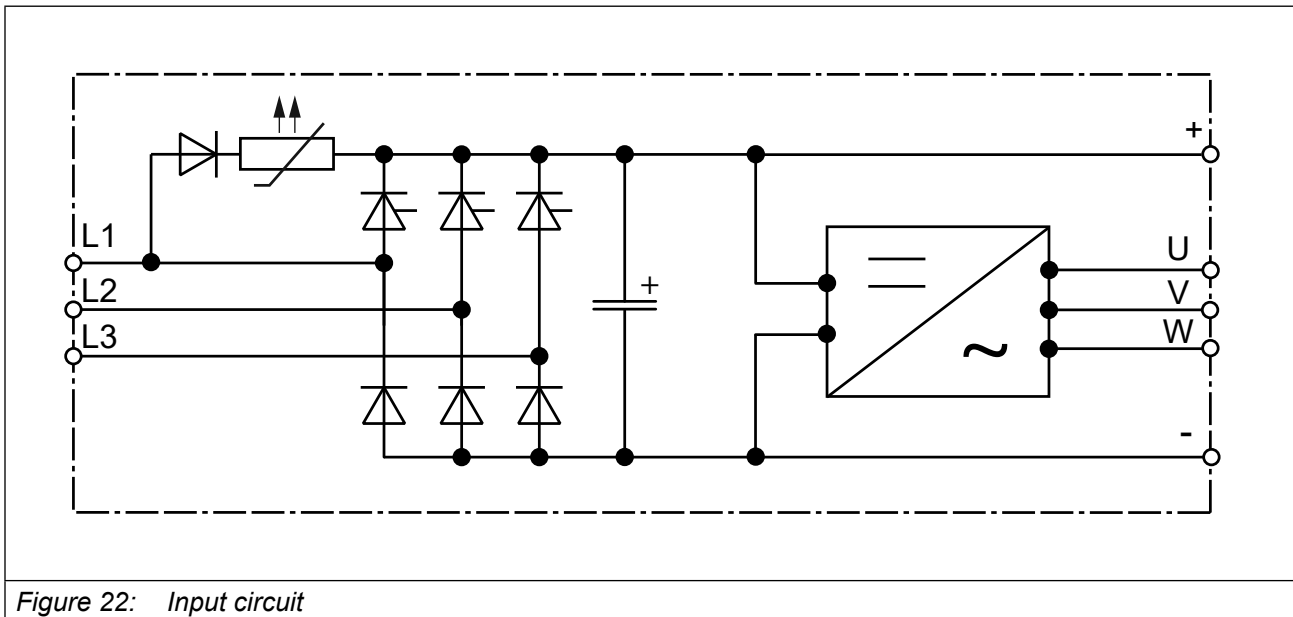 +
L1
L2
L3
+
U
V
W
~
-
Figure 22: Input circuit